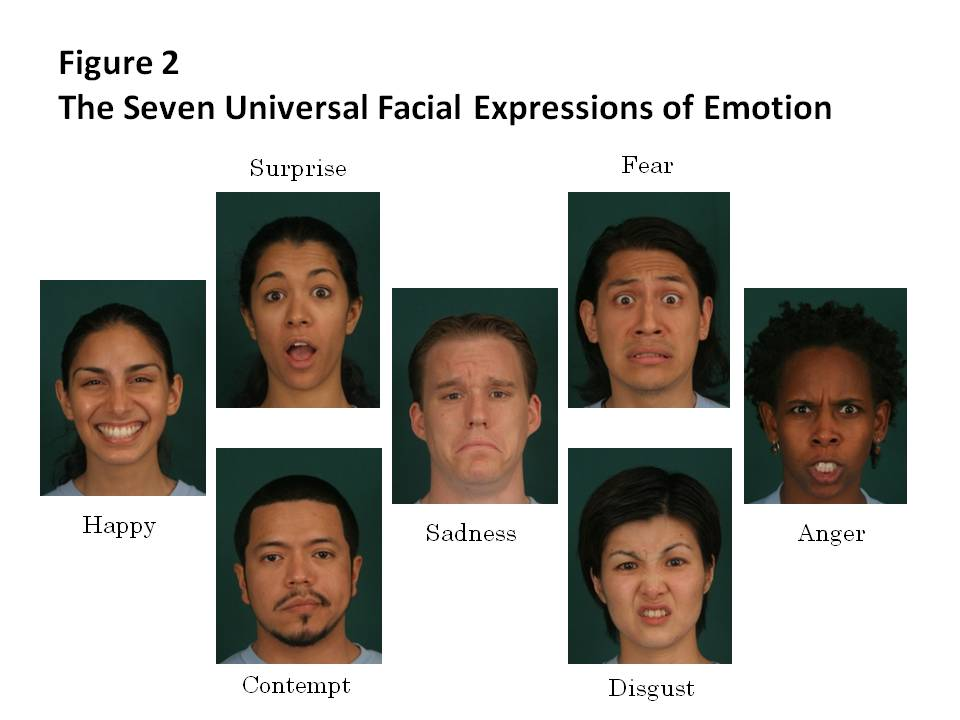 Figure 2
The Seven Universal Facial Expressions of Emotion
Surprise
Fear
Happy
Sadness
Anger
Contempt
Disgust